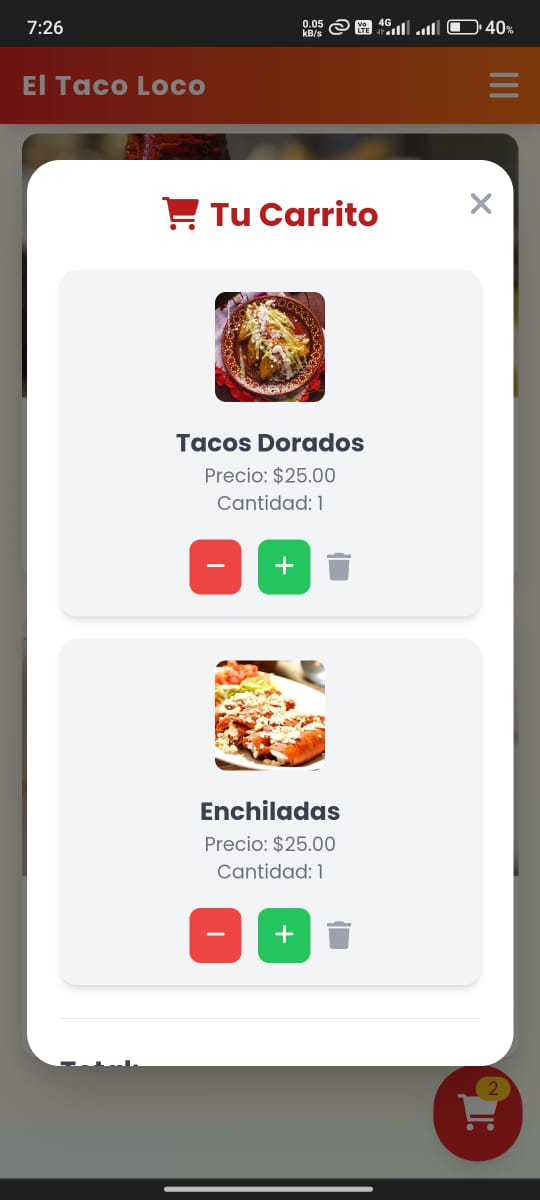 7:26
0.05 kB/s
Vo LTE
4G
40%
El Taco Loco
Tu Carrito
Tacos Dorados
Precio: $25.00
Cantidad: 1
Enchiladas
Precio: $25.00
Cantidad: 1
Total:
2